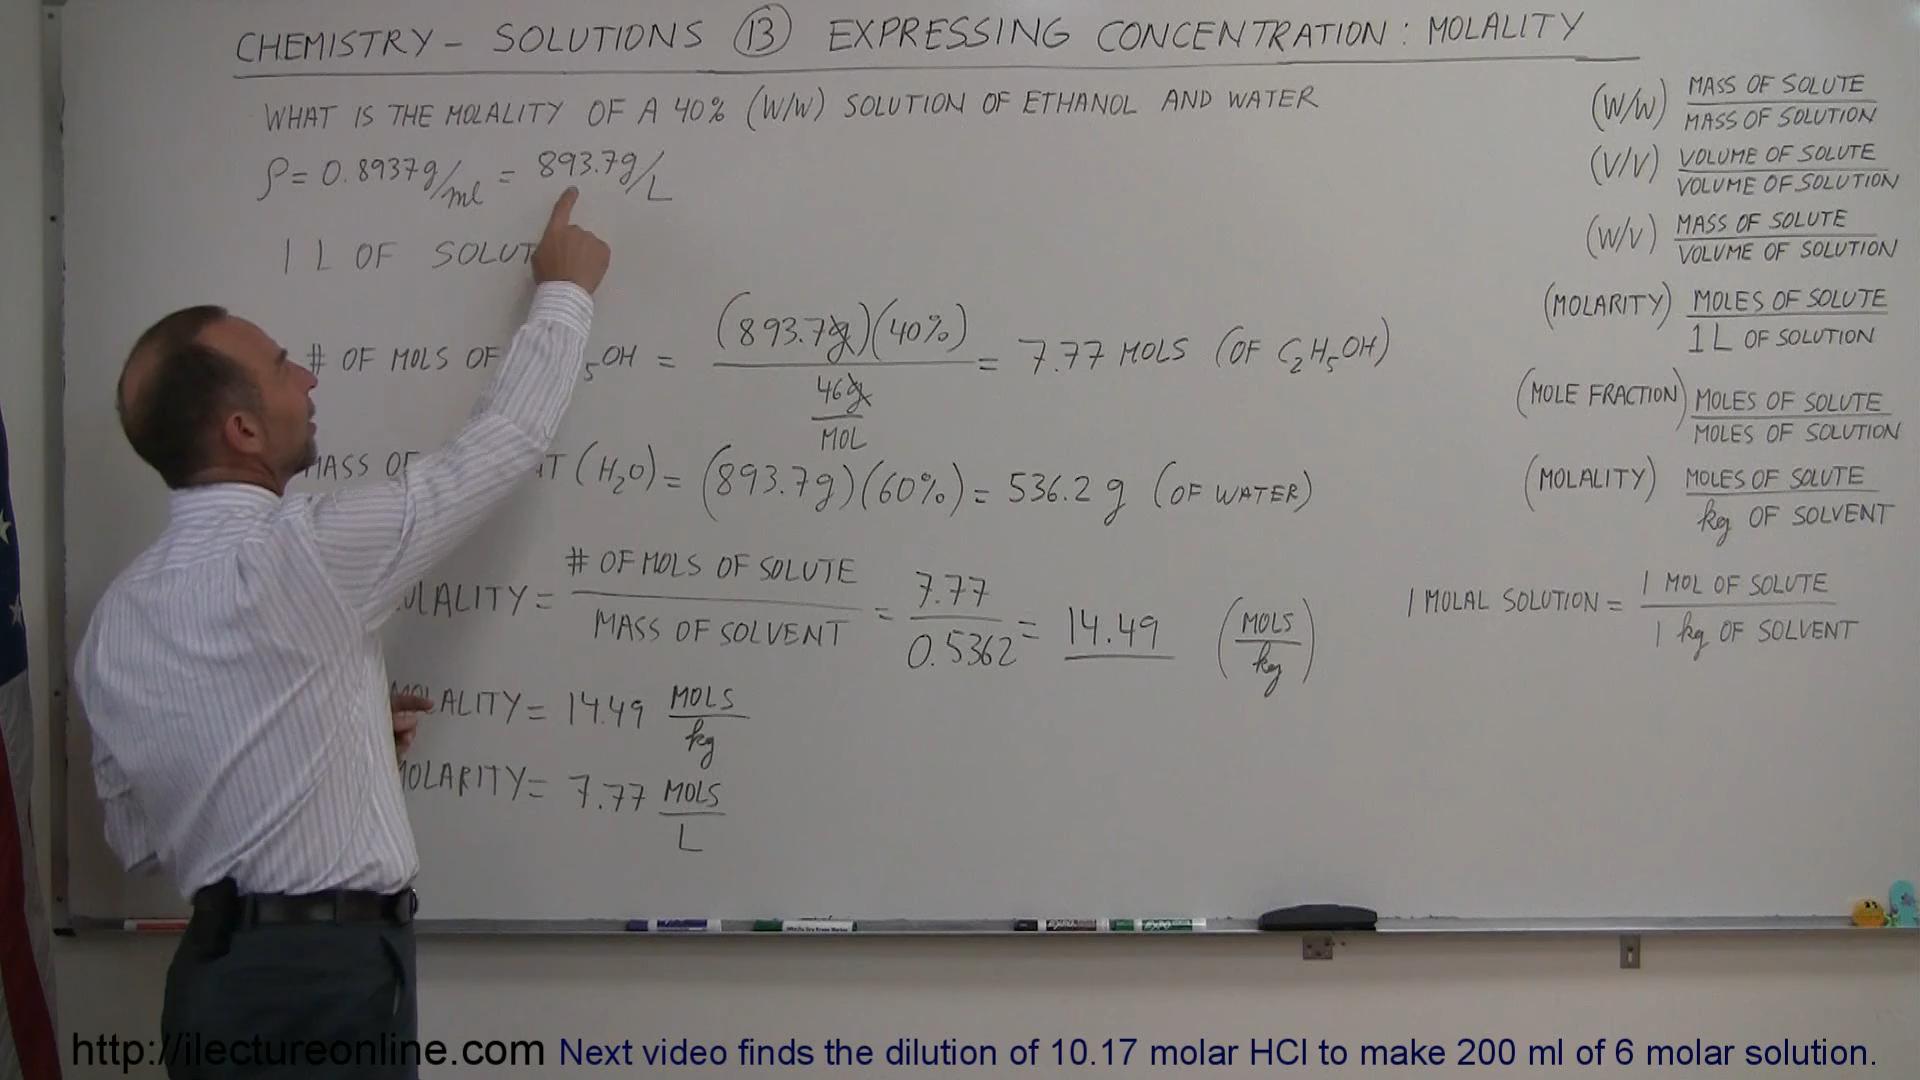 CHEMISTRY – SOLUTIONS 13 EXPRESSING CONCENTRATION: MOLALITY
WHAT IS THE MOLALITY OF A 40% (W/W) SOLUTION OF ETHANOL AND WATER
ρ = 0.8937g/ml = 893.7g/L
1 L OF SOLUT
# OF MOLS OF 5OH = (893.7g)(40%) / 46g/MOL = 7.77 MOLS (OF C2H5OH)
MASS OF T (H2O) = (893.7g)(60%) = 536.2 g (OF WATER)
MOLALITY = # OF MOLS OF SOLUTE / MASS OF SOLVENT = 7.77 / 0.5362 = 14.49 (MOLS/kg)
MOLALITY = 14.49 MOLS/kg
MOLARITY = 7.77 MOLS/L
(W/W) MASS OF SOLUTE / MASS OF SOLUTION
(V/V) VOLUME OF SOLUTE / VOLUME OF SOLUTION
(W/V) MASS OF SOLUTE / VOLUME OF SOLUTION
(MOLARITY) MOLES OF SOLUTE / 1 L OF SOLUTION
(MOLE FRACTION) MOLES OF SOLUTE / MOLES OF SOLUTION
(MOLALITY) MOLES OF SOLUTE / kg OF SOLVENT
1 MOLAL SOLUTION = 1 MOL OF SOLUTE / 1 kg OF SOLVENT
http://ilectureonline.com Next video finds the dilution of 10.17 molar HCl to make 200 ml of 6 molar solution.